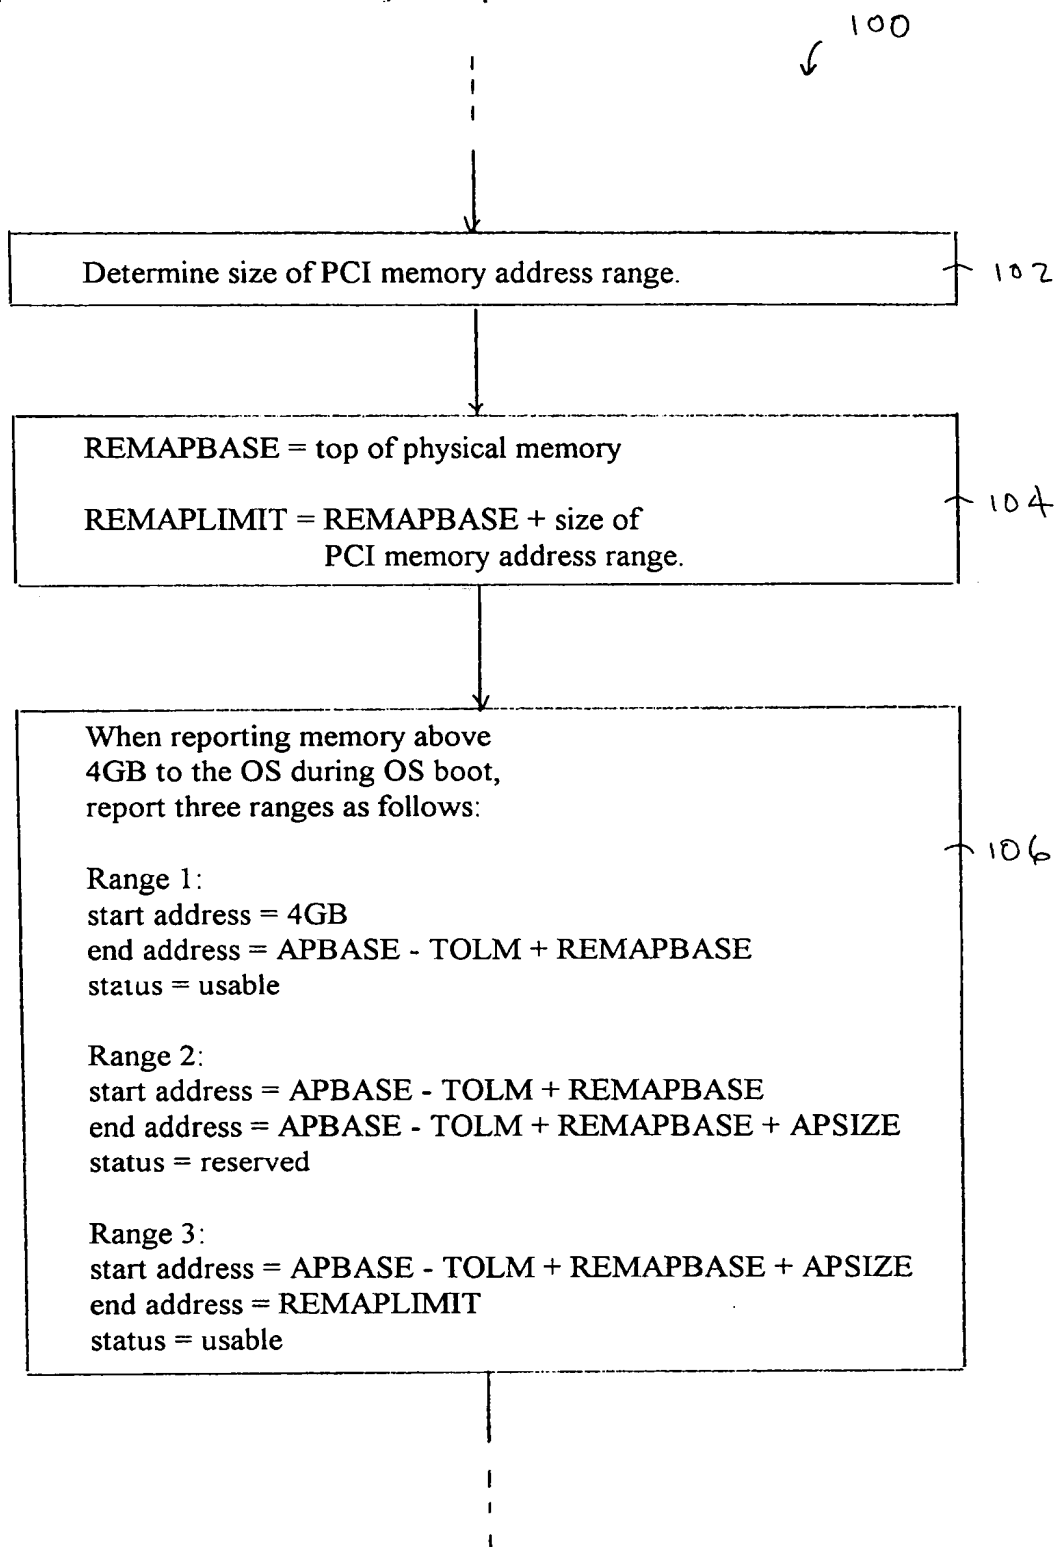 100
Determine size of PCI memory address range.
102
REMAPBASE = top of physical memory
REMAPLIMIT = REMAPBASE + size of
PCI memory address range.
104
When reporting memory above
4GB to the OS during OS boot,
report three ranges as follows:
106
Range 1:
start address = 4GB
end address = APBASE - TOLM + REMAPBASE
status = usable
Range 2:
start address = APBASE - TOLM + REMAPBASE
end address = APBASE - TOLM + REMAPBASE + APSIZE
status = reserved
Range 3:
start address = APBASE - TOLM + REMAPBASE + APSIZE
end address = REMAPLIMIT
status = usable